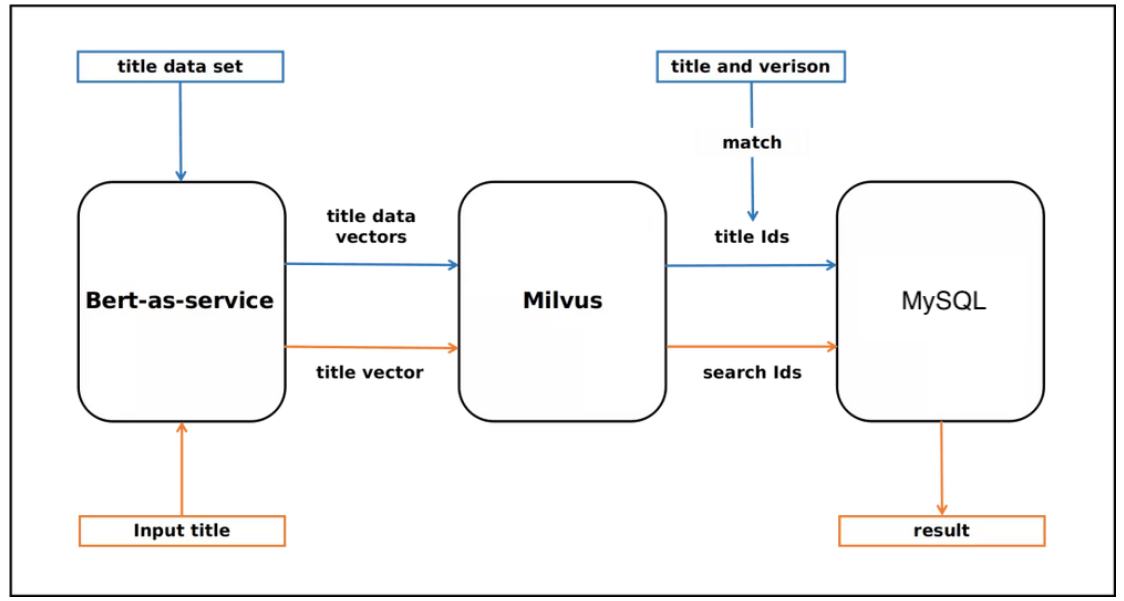 title data set
title and verison
match
title data
vectors
title Ids
Bert-as-service
Milvus
MySQL
title vector
search Ids
Input title
result